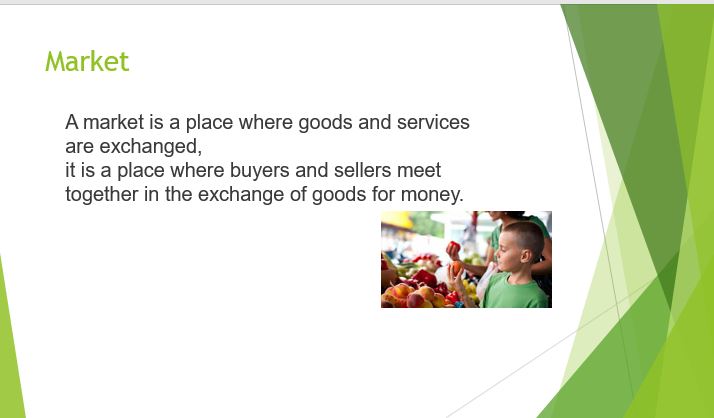 Market
A market is a place where goods and services
are exchanged,
it is a place where buyers and sellers meet
together in the exchange of goods for money.